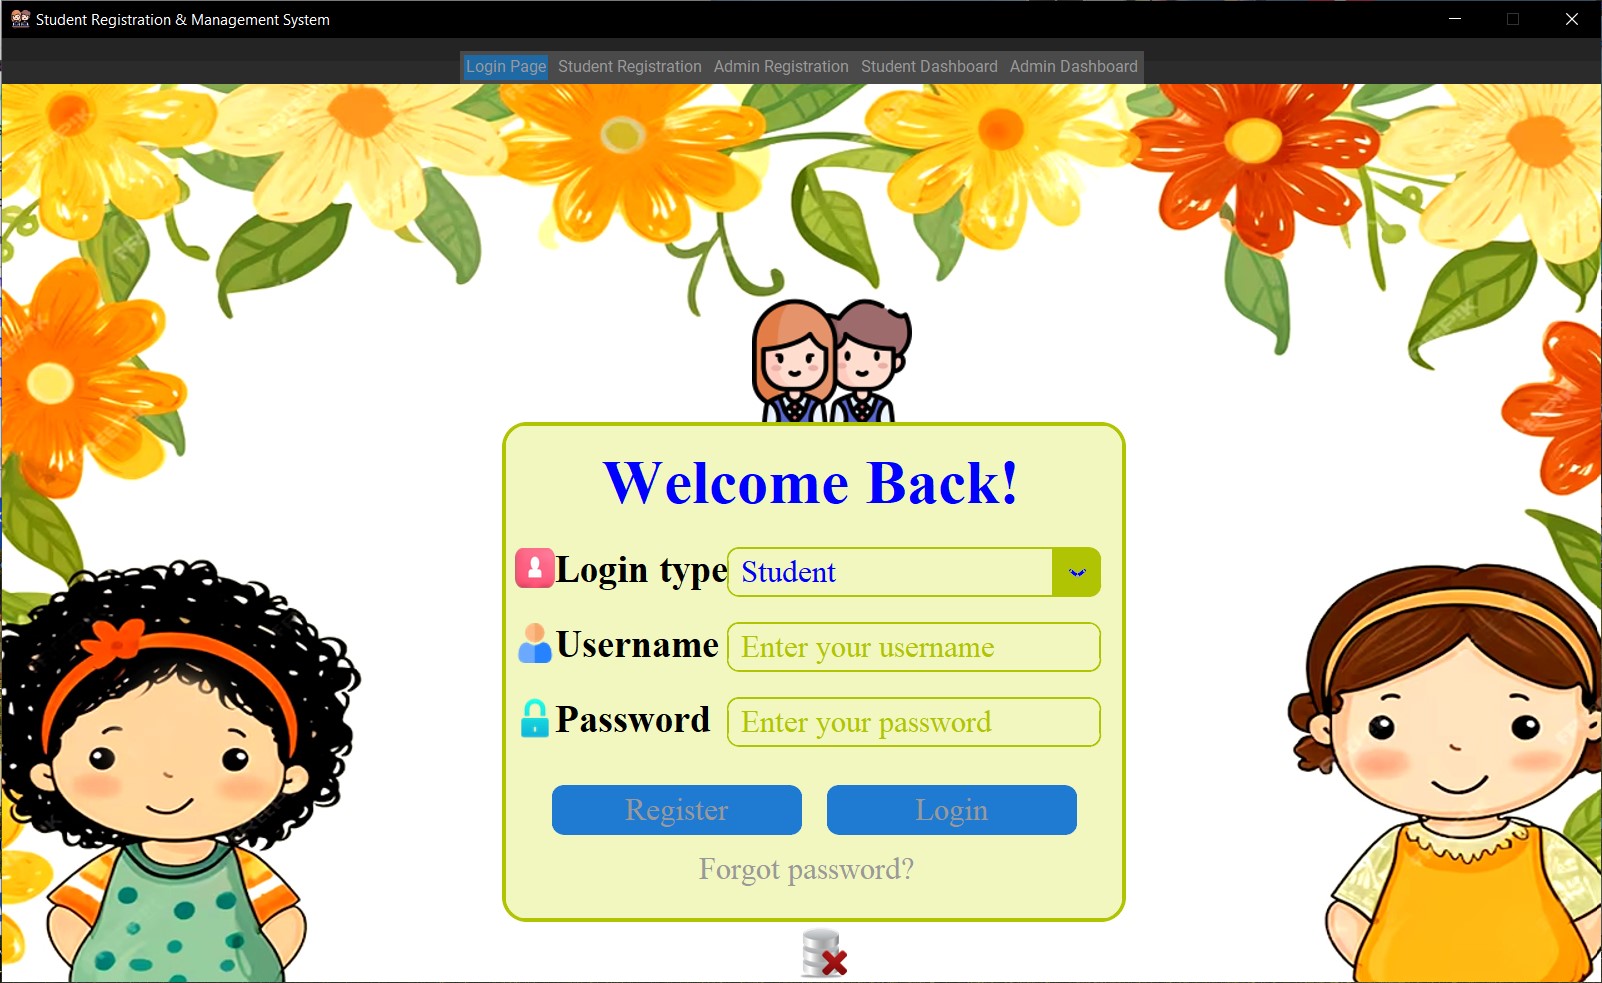 Student Registration & Management System
Login Page Student Registration Admin Registration Student Dashboard Admin Dashboard
Welcome Back!
Login type Student
Username Enter your username
Password Enter your password
Register Login
Forgot password?